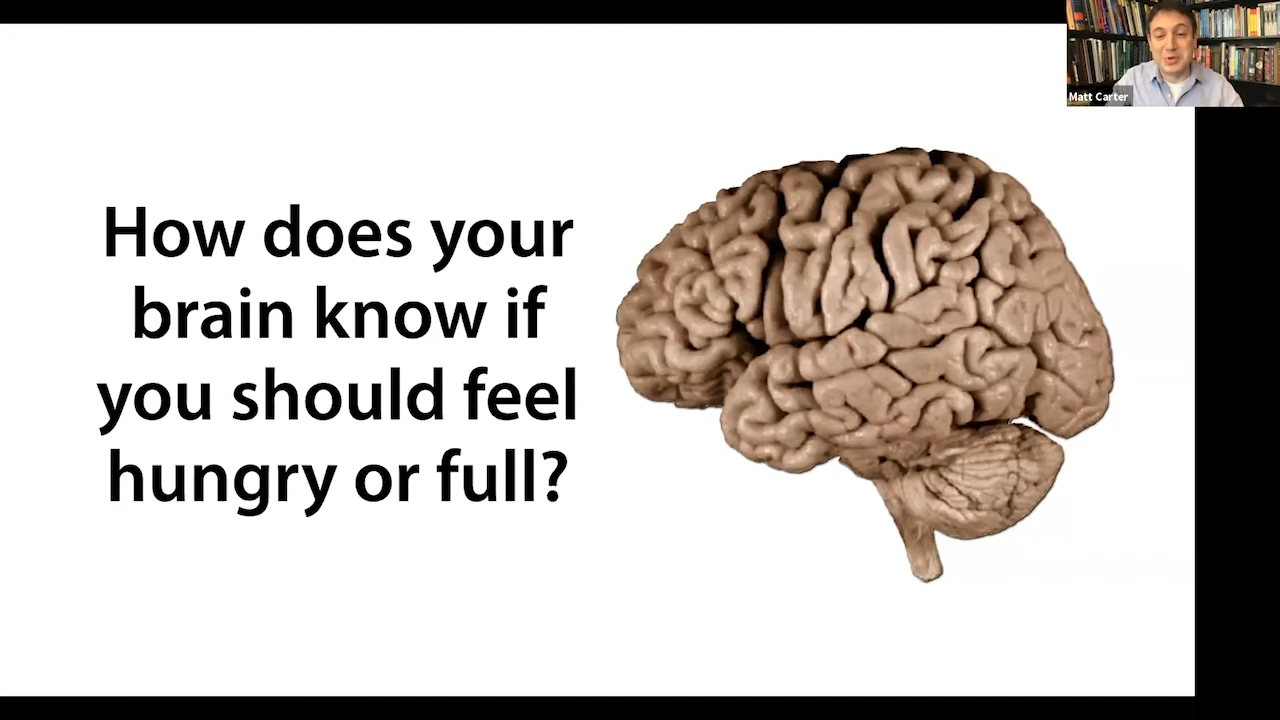 Matt Carter
How does your
brain know if
you should feel
hungry or full?